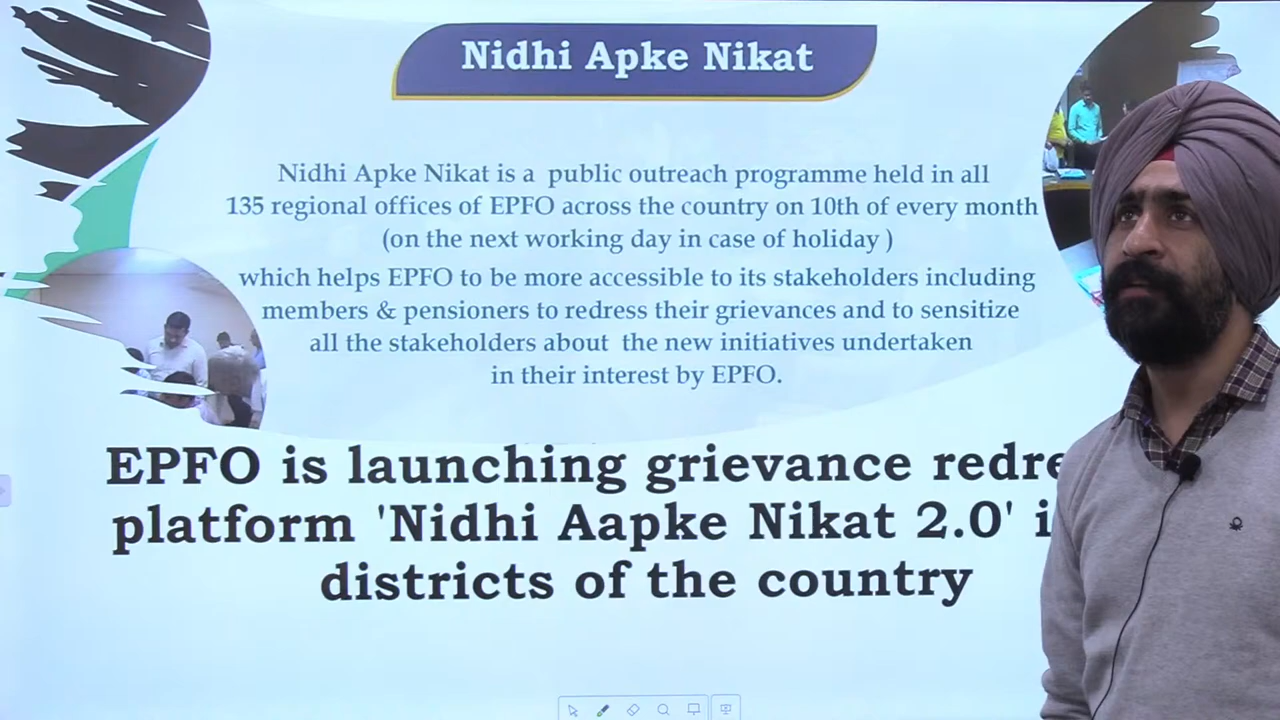 Nidhi Apke Nikat
Nidhi Apke Nikat is a public outreach programme held in all
135 regional offices of EPFO across the country on 10th of every month
(on the next working day in case of holiday )
which helps EPFO to be more accessible to its stakeholders including
members & pensioners to redress their grievances and to sensitize
all the stakeholders about the new initiatives undertaken
in their interest by EPFO.
EPFO is launching grievance
platform 'Nidhi Aapke Nikat 2.0'
districts of the country